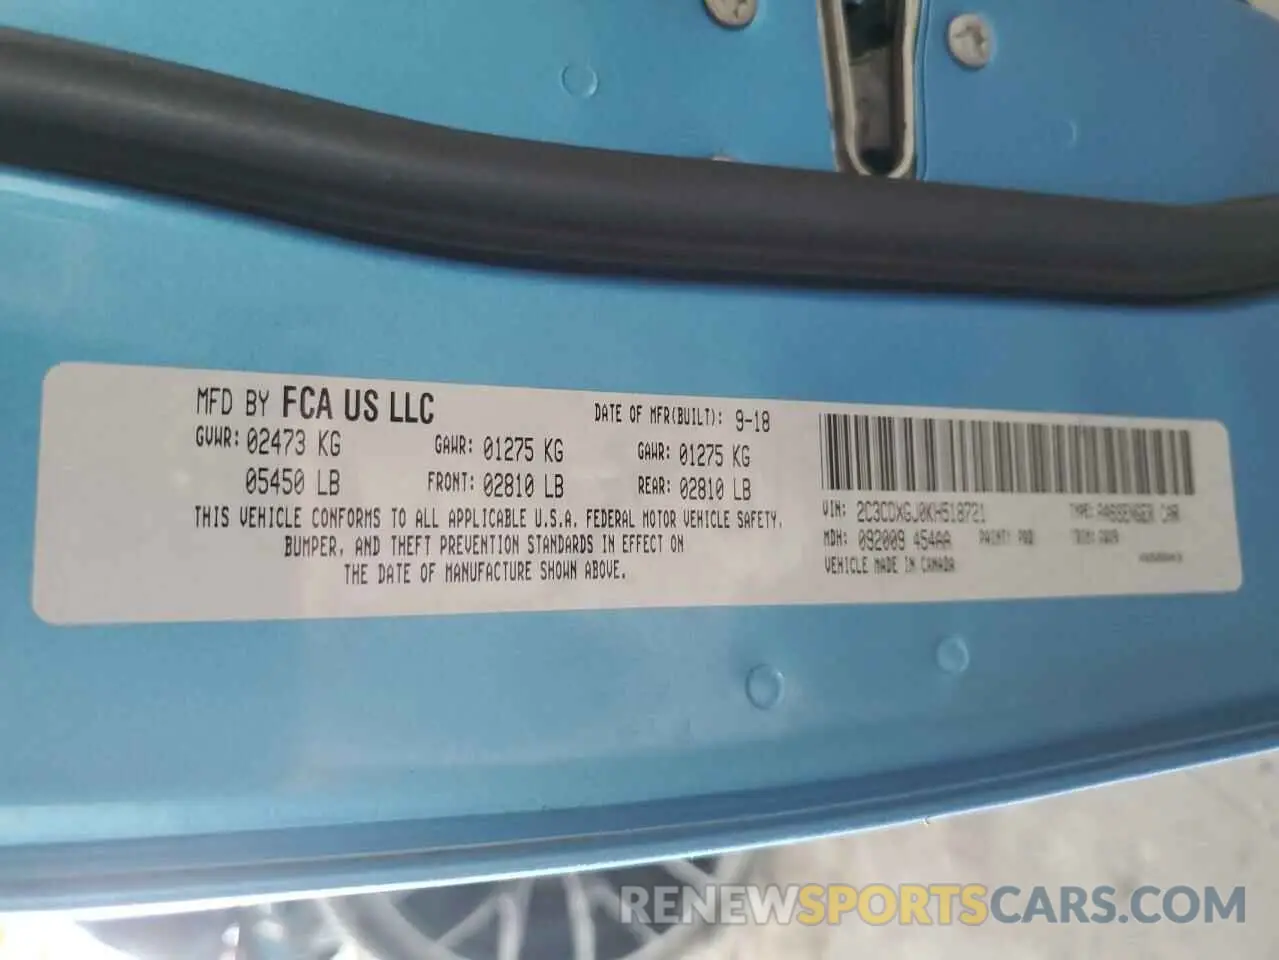 MFD BY FCA US LLC
DATE OF MFR(BUILT): 9-18
GVWR: 02473 KG GAWR: 01275 KG GAWR: 01275 KG
05450 LB FRONT: 02810 LB REAR: 02810 LB
THIS VEHICLE CONFORMS TO ALL APPLICABLE U.S.A. FEDERAL MOTOR VEHICLE SAFETY,
BUMPER, AND THEFT PREVENTION STANDARDS IN EFFECT ON
THE DATE OF MANUFACTURE SHOWN ABOVE.
VIN: 2C3CDXGJ0KH518721 TYPE: PASSENGER CAR
MDH: 092009 454AA PAINT: TRIM:
VEHICLE MADE IN CANADA
RENEWSPORTSCARS.COM